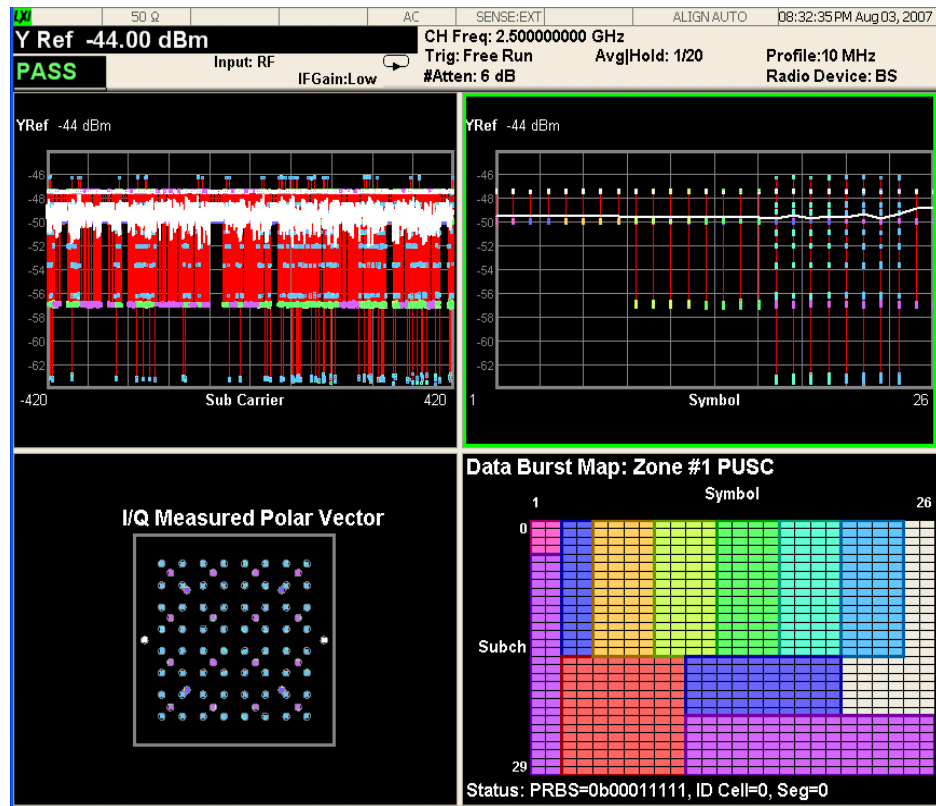 LXI 50 Ω AC SENSE:EXT ALIGN AUTO 08:32:35 PM Aug 03, 2007
Y Ref -44.00 dBm
PASS
Input: RF
IFGain:Low
CH Freq: 2.500000000 GHz
Trig: Free Run Avg|Hold: 1/20 Profile:10 MHz
#Atten: 6 dB Radio Device: BS
YRef -44 dBm
-46
-48
-50
-52
-54
-56
-58
-60
-62
-420 Sub Carrier 420
YRef -44 dBm
-46
-48
-50
-52
-54
-56
-58
-60
-62
1 Symbol 26
I/Q Measured Polar Vector
Data Burst Map: Zone #1 PUSC
Symbol
1 26
0
Subch
29
Status: PRBS=0b00011111, ID Cell=0, Seg=0